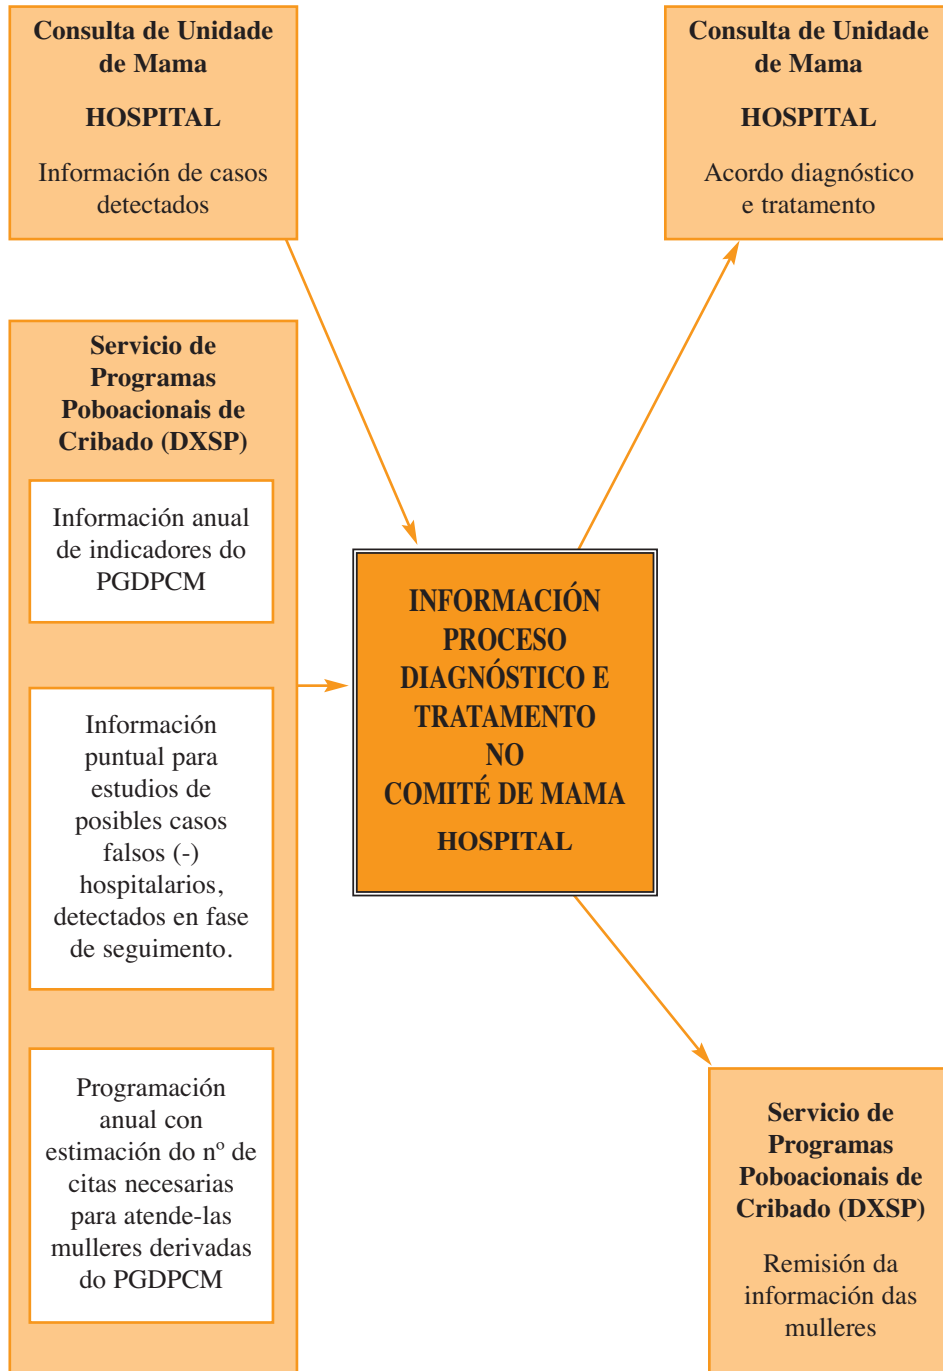 Consulta de Unidade
de Mama
HOSPITAL
Información de casos
detectados
Consulta de Unidade
de Mama
HOSPITAL
Acordo diagnóstico
e tratamento
Servicio de
Programas
Poboacionais de
Cribado (DXSP)
Información anual
de indicadores do
PGDPCM
Información
puntual para
estudios de
posibles casos
falsos (-)
hospitalarios,
detectados en fase
de seguimento.
Programación
anual con
estimación do nº de
citas necesarias
para atende-las
mulleres derivadas
do PGDPCM
INFORMACIÓN
PROCESO
DIAGNÓSTICO E
TRATAMENTO
NO
COMITÉ DE MAMA
HOSPITAL
Servicio de
Programas
Poboacionais de
Cribado (DXSP)
Remisión da
información das
mulleres